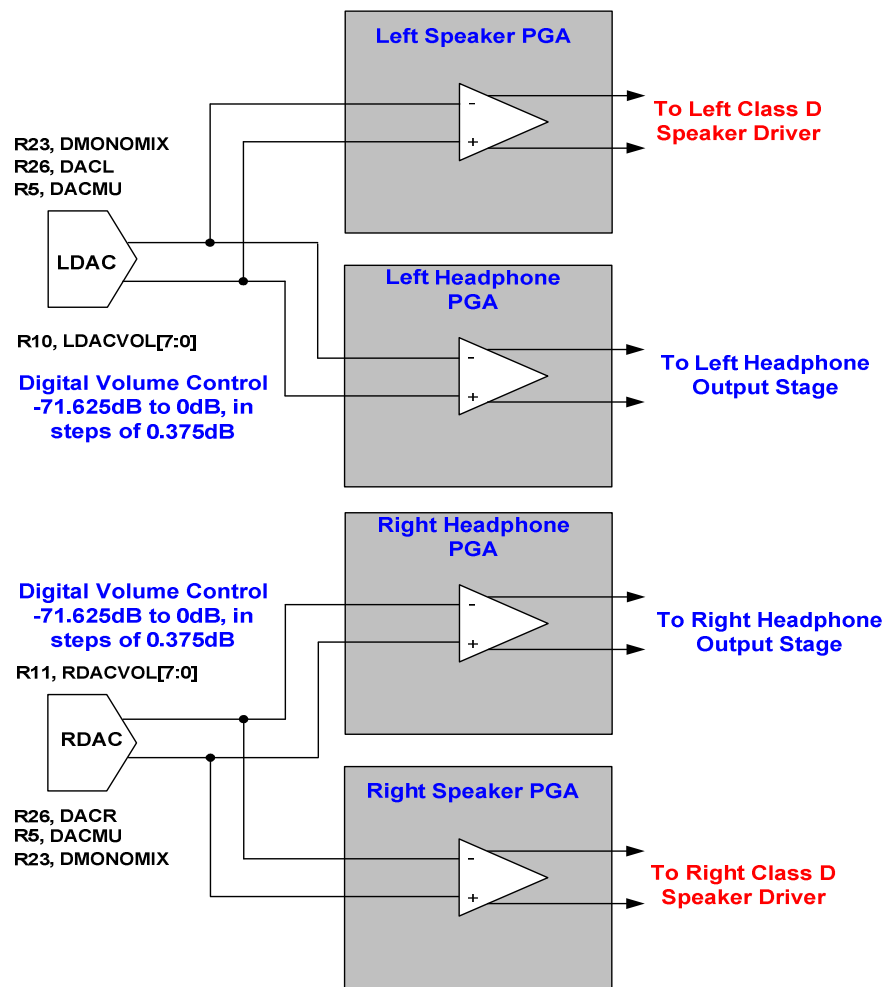 Left Speaker PGA
-
+
To Left Class D
Speaker Driver
R23, DMONOMIX
R26, DACL
R5, DACMU
LDAC
R10, LDACVOL[7:0]
Digital Volume Control
-71.625dB to 0dB, in
steps of 0.375dB
Left Headphone
PGA
-
+
To Left Headphone
Output Stage
Right Headphone
PGA
-
+
To Right Headphone
Output Stage
Digital Volume Control
-71.625dB to 0dB, in
steps of 0.375dB
R11, RDACVOL[7:0]
RDAC
R26, DACR
R5, DACMU
R23, DMONOMIX
Right Speaker PGA
-
+
To Right Class D
Speaker Driver